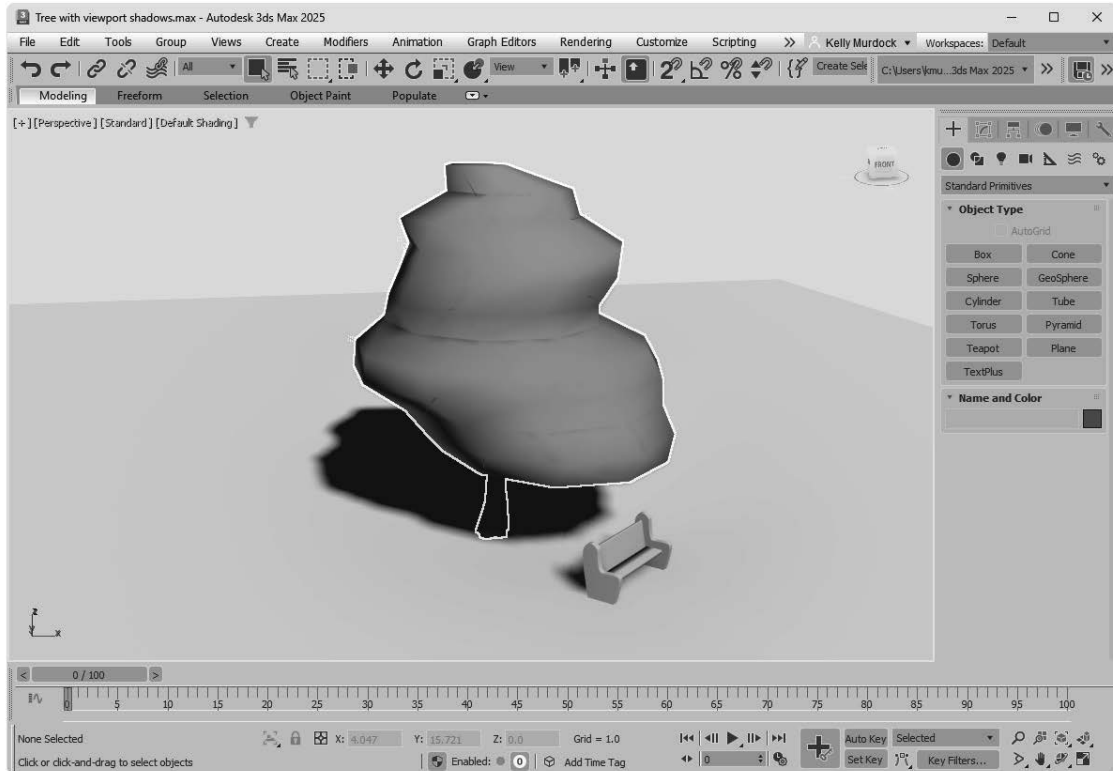 Tree with viewport shadows.max - Autodesk 3ds Max 2025
File Edit Tools Group Views Create Modifiers Animation Graph Editors Rendering Customize Scripting Kelly Murdock Workspaces: Default
All View Create Sele C:\Users\kmu...3ds Max 2025
Modeling Freeform Selection Object Paint Populate
[+] [Perspective] [Standard] [Default Shading]
FRONT
Standard Primitives
Object Type
AutoGrid
Box Cone
Sphere GeoSphere
Cylinder Tube
Torus Pyramid
Teapot Plane
TextPlus
Name and Color
z
y x
< 0 / 100 >
0 5 10 15 20 25 30 35 40 45 50 55 60 65 70 75 80 85 90 95 100
None Selected X: 4.047 Y: 15.721 Z: 0.0 Grid = 1.0 Auto Key Selected
Click or click-and-drag to select objects Enabled: 0 Add Time Tag 0 Set Key Key Filters...